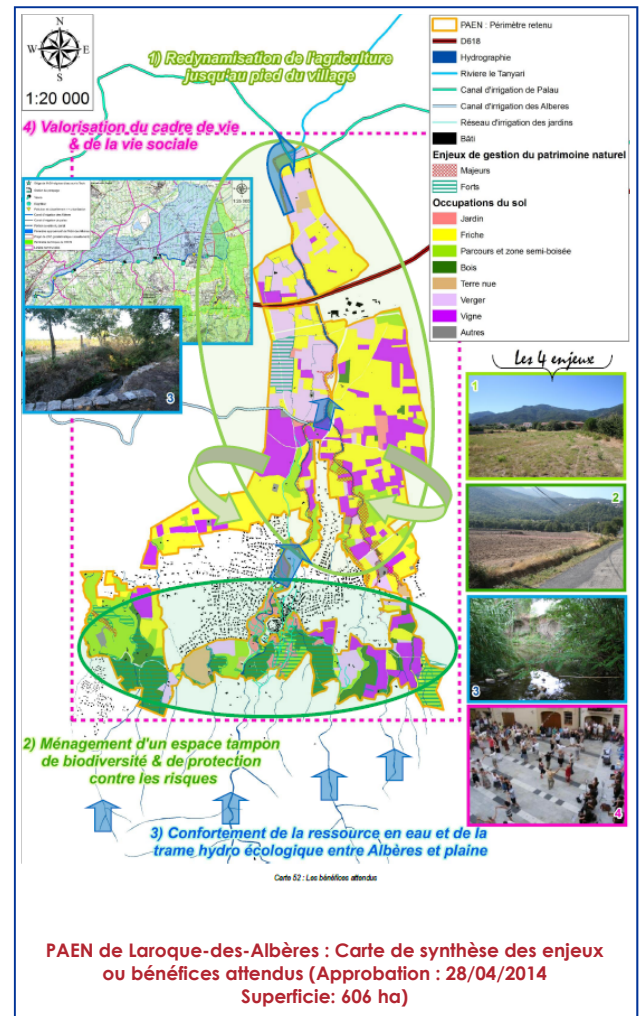 N
W E
S
1:20 000
1) Redynamisation de l'agriculture
jusqu'au pied du village
4) Valorisation du cadre de vie
& de la vie sociale
PAEN : Périmètre retenu
D618
Hydrographie
Riviere le Tanyari
Canal d'irrigation de Palau
Canal d'irrigation des Alberes
Réseau d'irrigation des jardins
Bâti
Enjeux de gestion du patrimoine naturel
Majeurs
Forts
Occupations du sol
Jardin
Friche
Parcours et zone semi-boisée
Bois
Terre nue
Verger
Vigne
Autres
3
Les 4 enjeux
1
2
3
4
2) Ménagement d'un espace tampon
de biodiversité & de protection
contre les risques
3) Confortement de la ressource en eau et de la
trame hydro écologique entre Albères et plaine
Carte 52 : Les bénéfices attendus
PAEN de Laroque-des-Albères : Carte de synthèse des enjeux
ou bénéfices attendus (Approbation : 28/04/2014
Superficie: 606 ha)